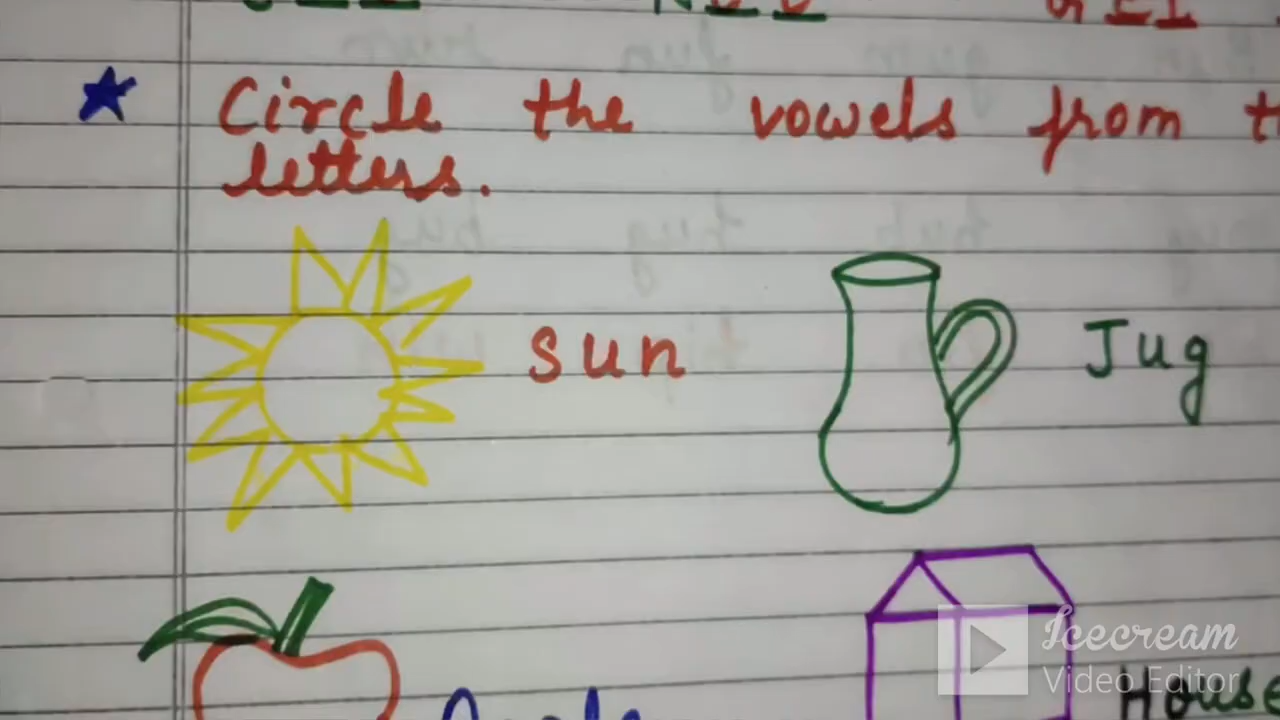 Circle the vowels from
letters.
Sun Jug
House
Icecream
Video Editor